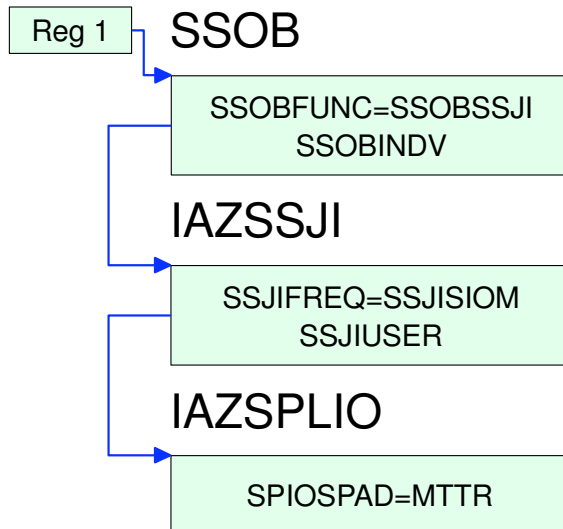 Reg 1
SSOB
SSOBFUNC=SSOBSSJI
SSOBINDV
IAZSSJI
SSJIFREQ=SSJISIOM
SSJIUSER
IAZSPLIO
SPIOSPAD=MTTR